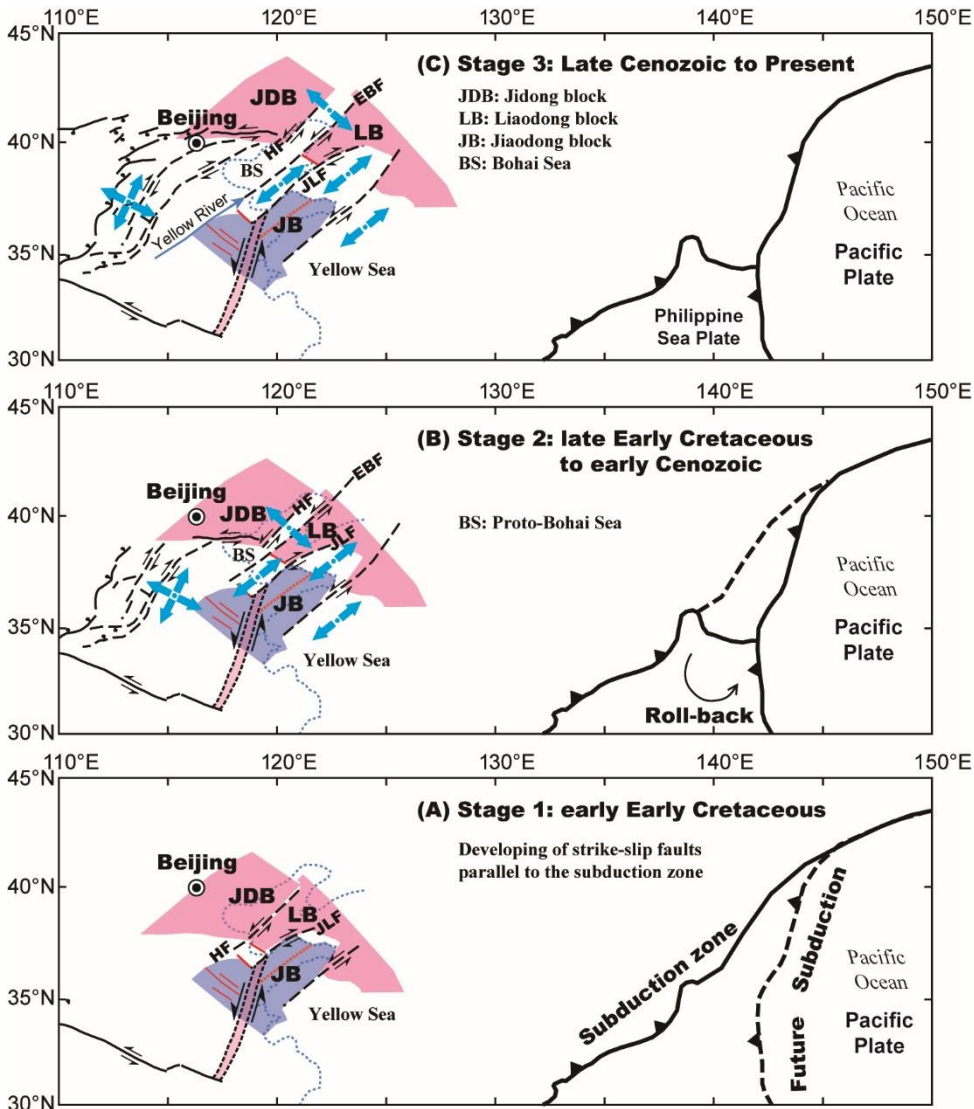 110°E 120°E 130°E 140°E 150°E
45°N
40°N
35°N
30°N
(C) Stage 3: Late Cenozoic to Present
JDB: Jidong block
LB: Liaodong block
JB: Jiaodong block
BS: Bohai Sea
JDB
EBF
Beijing
HF
LB
BS
JLF
Yellow River
JB
Yellow Sea
Pacific
Ocean
Pacific
Plate
Philippine
Sea Plate
110°E 120°E 130°E 140°E 150°E
45°N
40°N
35°N
30°N
(B) Stage 2: late Early Cretaceous
to early Cenozoic
BS: Proto-Bohai Sea
EBF
Beijing
JDB
HF
LB
BS
JLF
JB
Yellow Sea
Pacific
Ocean
Pacific
Plate
Roll-back
110°E 120°E 130°E 140°E 150°E
45°N
40°N
35°N
30°N
(A) Stage 1: early Early Cretaceous
Developing of strike-slip faults
parallel to the subduction zone
Beijing
JDB
LB
JLF
HF
JB
Yellow Sea
Subduction zone
Future Subduction
Pacific
Ocean
Pacific
Plate